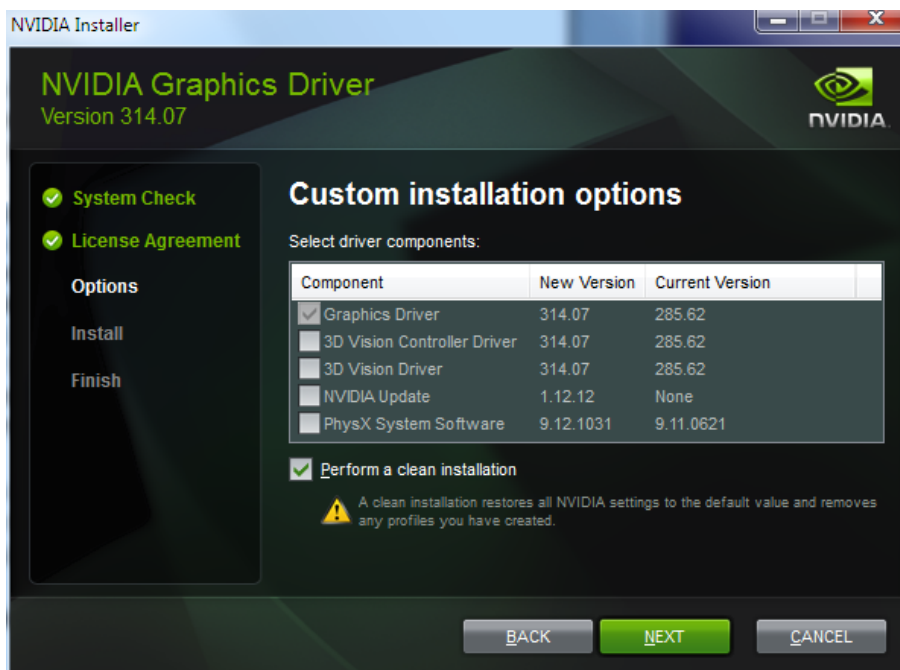 NVIDIA Installer
NVIDIA Graphics Driver
Version 314.07
NVIDIA.
System Check
License Agreement
Options
Install
Finish
Custom installation options
Select driver components:
Component New Version Current Version
Graphics Driver 314.07 285.62
3D Vision Controller Driver 314.07 285.62
3D Vision Driver 314.07 285.62
NVIDIA Update 1.12.12 None
PhysX System Software 9.12.1031 9.11.0621
Perform a clean installation
A clean installation restores all NVIDIA settings to the default value and removes
any profiles you have created.
BACK NEXT CANCEL